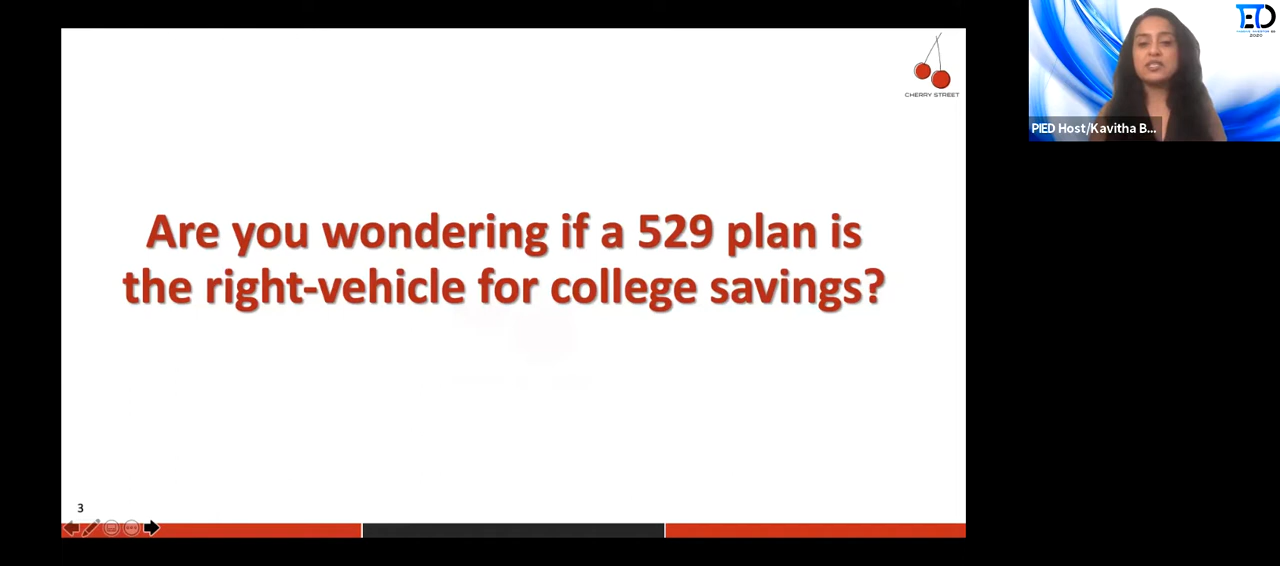 CHERRY STREET
Are you wondering if a 529 plan is
the right-vehicle for college savings?
3
PIED Host/Kavitha B...
2020